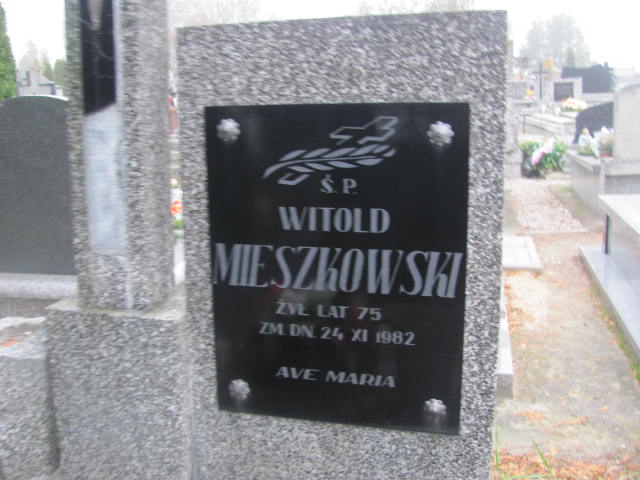 Ś.P.
WITOLD
MIESZKOWSKI
ŻYŁ LAT 75
ZM. DN. 24 XI 1982
AVE MARIA